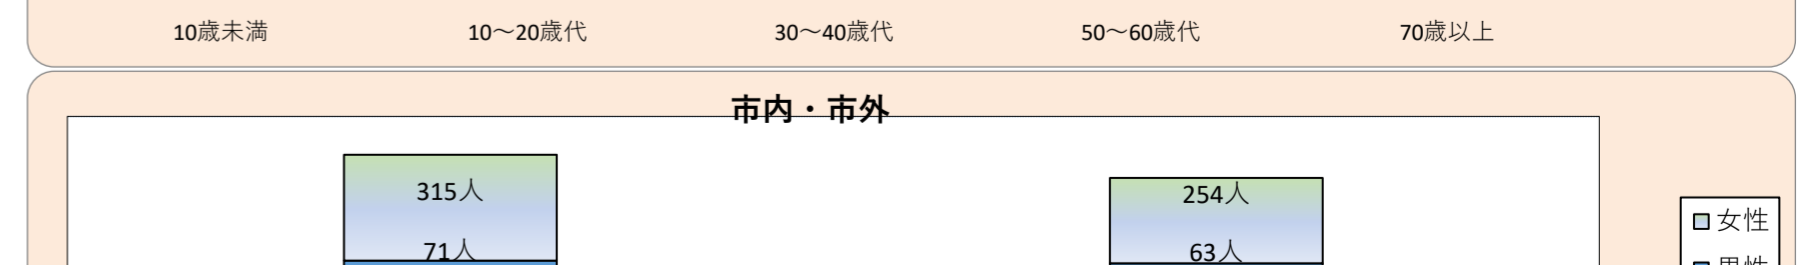 10歳未満 10～20歳代 30～40歳代 50～60歳代 70歳以上
市内・市外
315人 254人
女性
71人 63人
男性